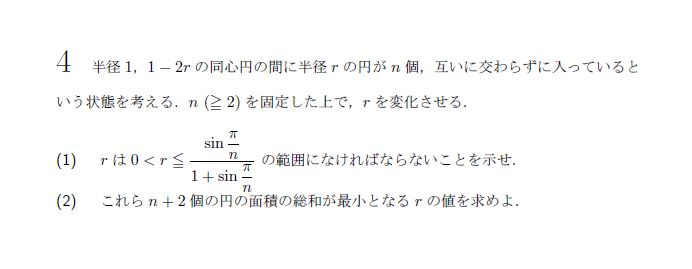 4 半径 1, 1 − 2r の同心円の間に半径 r の円が n 個,互いに交わらずに入っていると
いう状態を考える.n (≧ 2) を固定した上で,r を変化させる.
(1) r は 0 < r ≦ \frac{\sin\frac{π}{n}}{1 + \sin\frac{π}{n}} の範囲になければならないことを示せ.
(2) これら n + 2 個の円の面積の総和が最小となる r の値を求めよ.